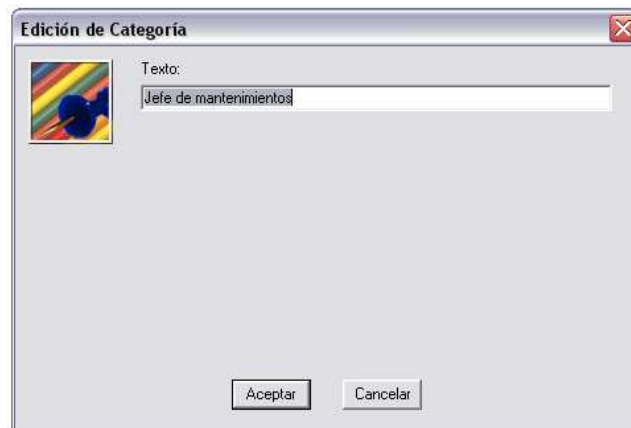 Edición de Categoría
Texto:
Jefe de mantenimientos
Aceptar
Cancelar